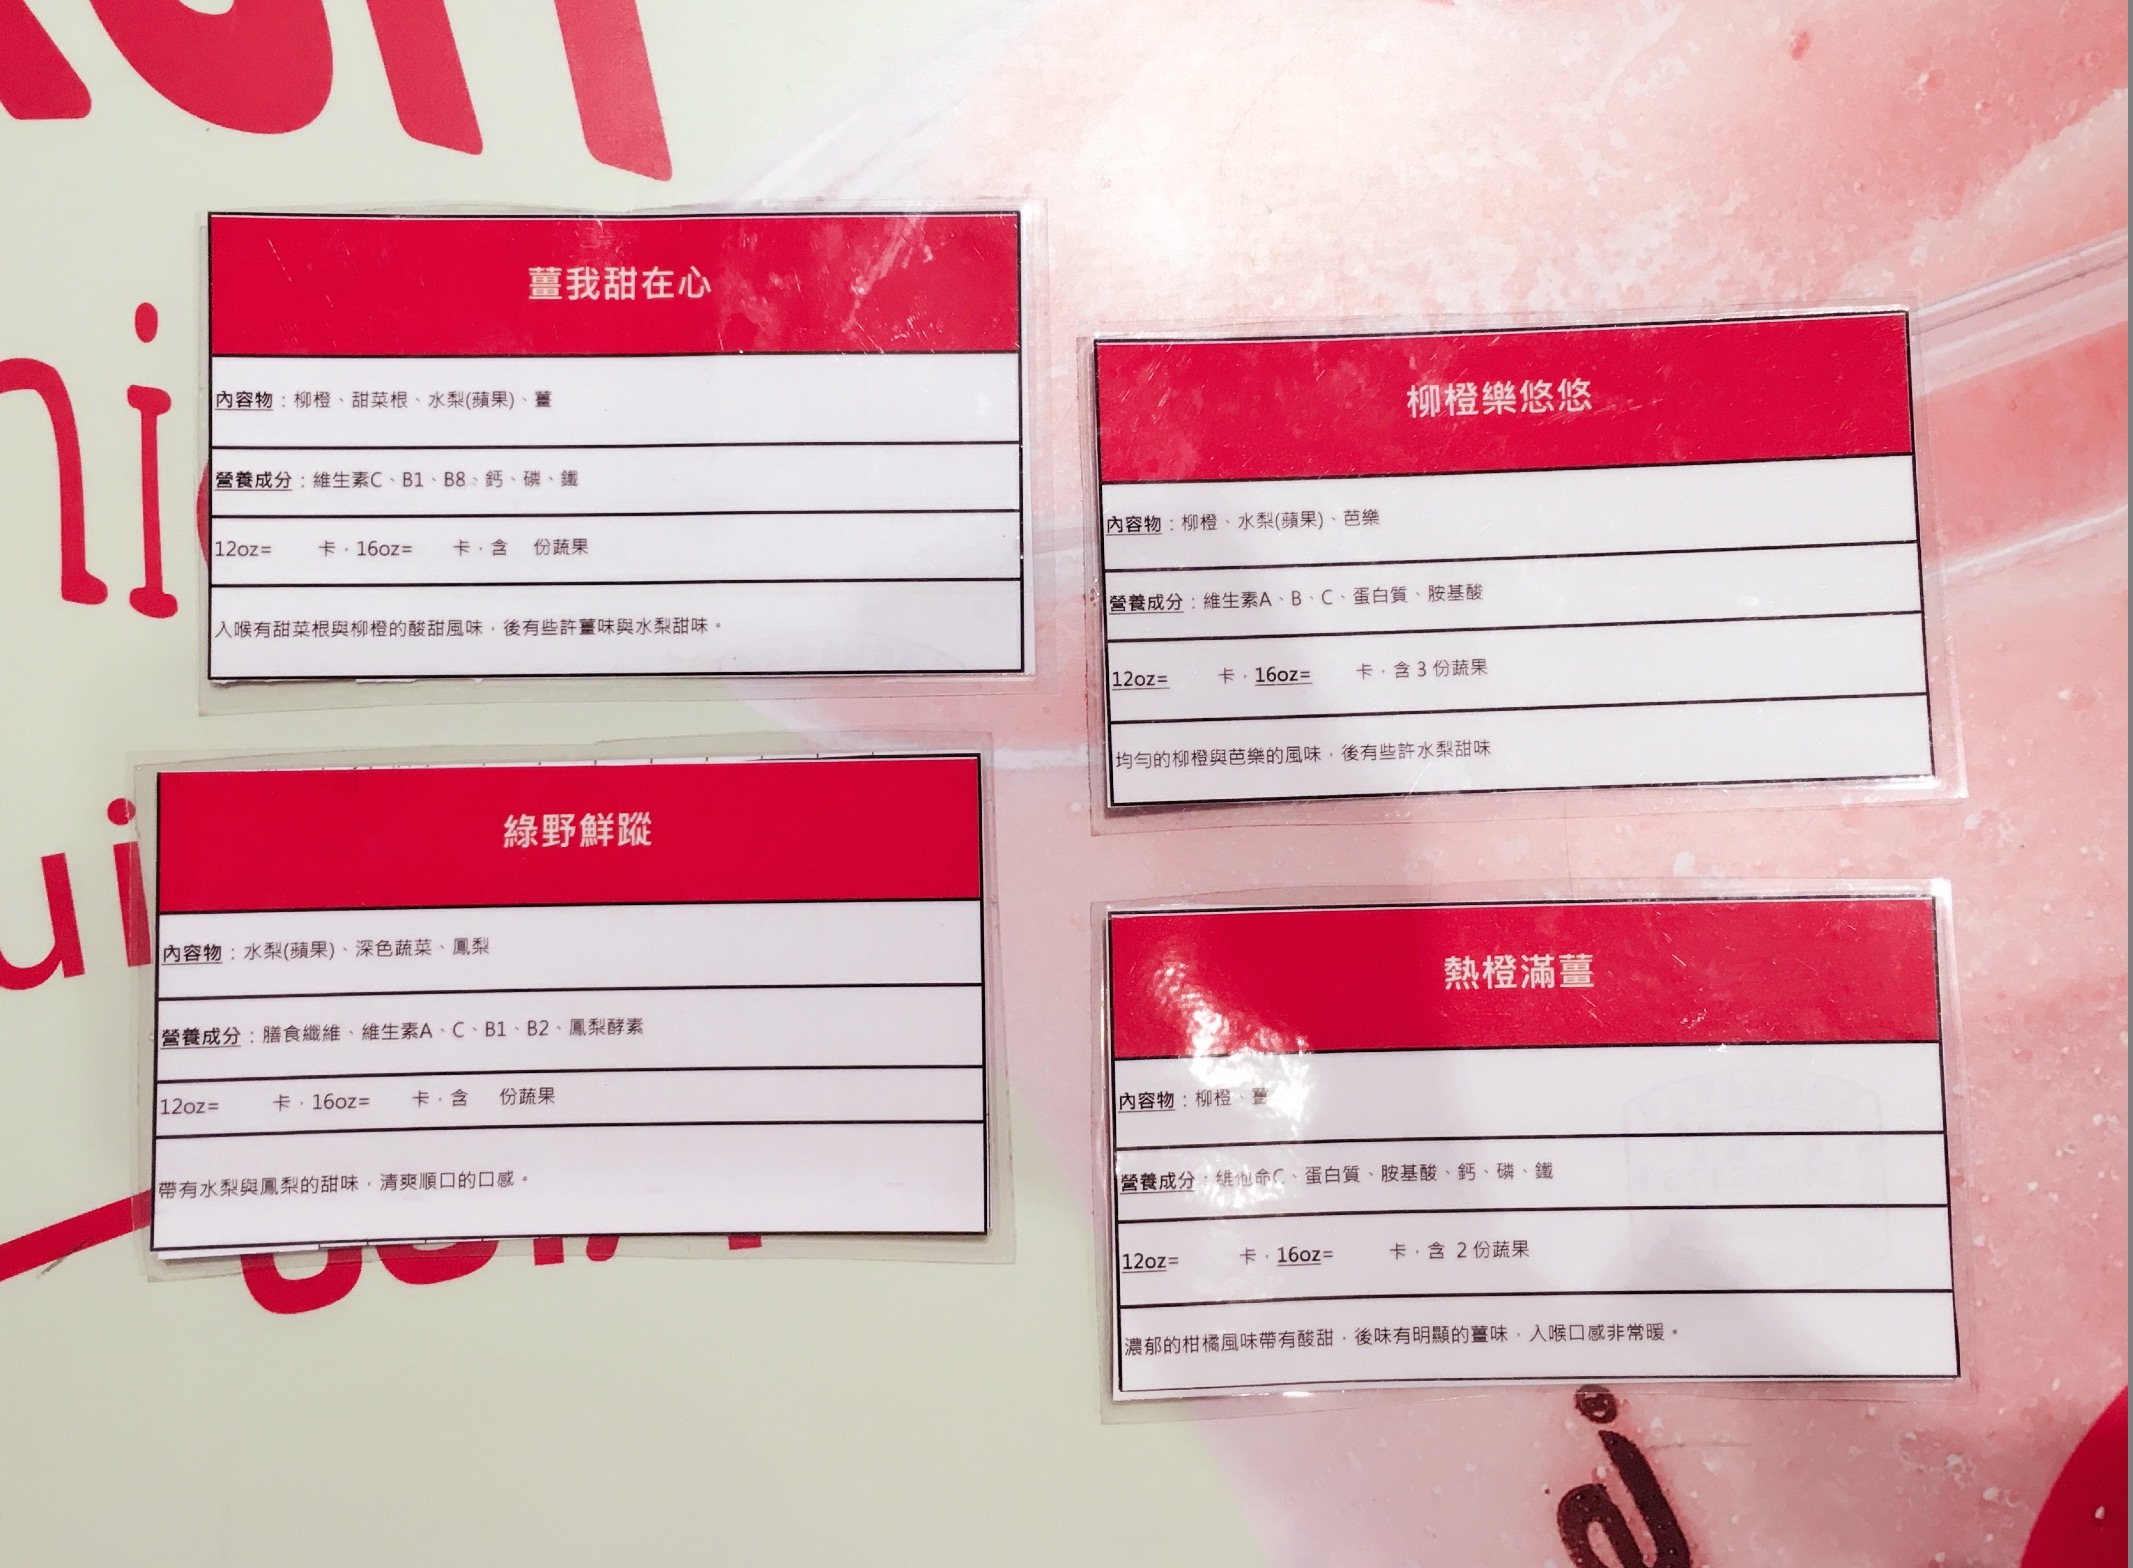 薑我甜在心
內容物：柳橙、甜菜根、水梨(蘋果)、薑
營養成分：維生素C、B1、B8、鈣、磷、鐵
12oz=　　卡，16oz=　　卡，含　份蔬果
入喉有甜菜根與柳橙的酸甜風味，後有些許薑味與水梨甜味。
柳橙樂悠悠
內容物：柳橙、水梨(蘋果)、芭樂
營養成分：維生素A、B、C、蛋白質、胺基酸
12oz=　　卡，16oz=　　卡，含 3 份蔬果
均勻的柳橙與芭樂的風味，後有些許水梨甜味
綠野鮮蹤
內容物：水梨(蘋果)、深色蔬菜、鳳梨
營養成分：膳食纖維、維生素A、C、B1、B2、鳳梨酵素
12oz=　　卡，16oz=　　卡，含　份蔬果
帶有水梨與鳳梨的甜味，清爽順口的口感。
熱橙滿薑
內容物：柳橙、薑
營養成分：維他命C、蛋白質、胺基酸、鈣、磷、鐵
12oz=　　卡，16oz=　　卡，含 2 份蔬果
濃郁的柑橘風味帶有酸甜，後味有明顯的薑味，入喉口感非常暖。